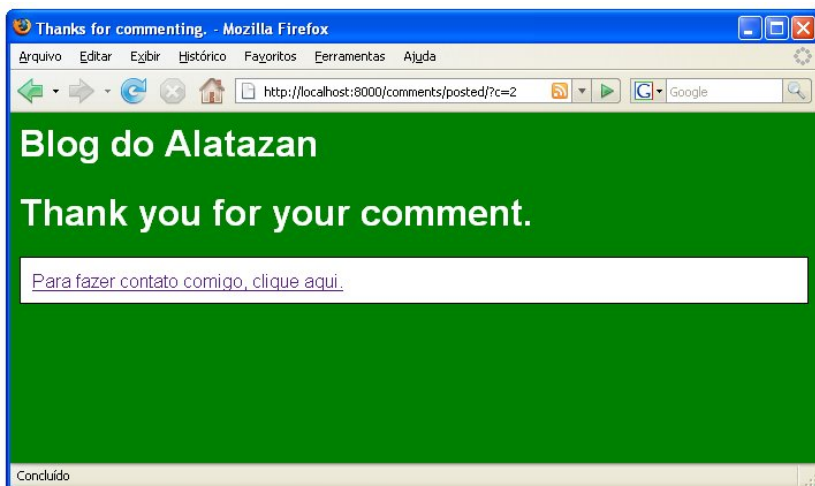 Thanks for commenting. - Mozilla Firefox
Arquivo Editar Exibir Histórico Favoritos Ferramentas Ajuda
http://localhost:8000/comments/posted/?c=2 G Google
Blog do Alatazan
Thank you for your comment.
Para fazer contato comigo, clique aqui.
Concluído